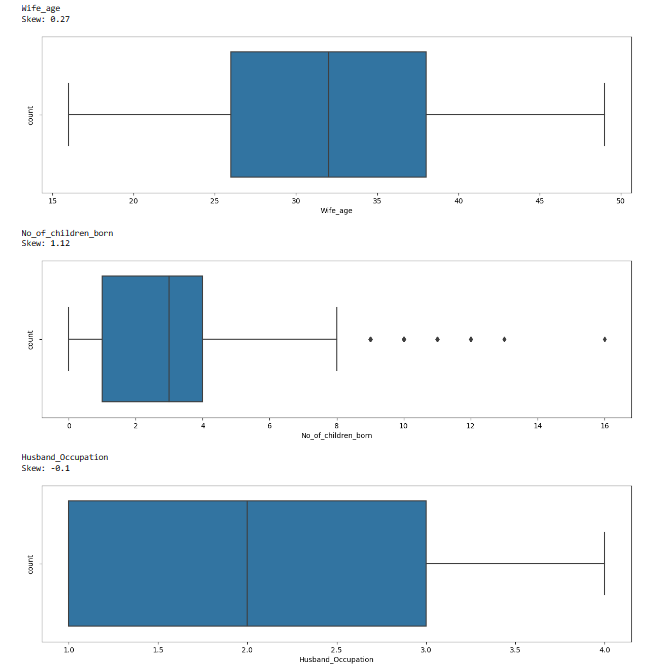 Wife_age
Skew: 0.27
count
15 20 25 30 35 40 45 50
Wife_age
No_of_children_born
Skew: 1.12
count
0 2 4 6 8 10 12 14 16
No_of_children_born
Husband_Occupation
Skew: -0.1
count
1.0 1.5 2.0 2.5 3.0 3.5 4.0
Husband_Occupation